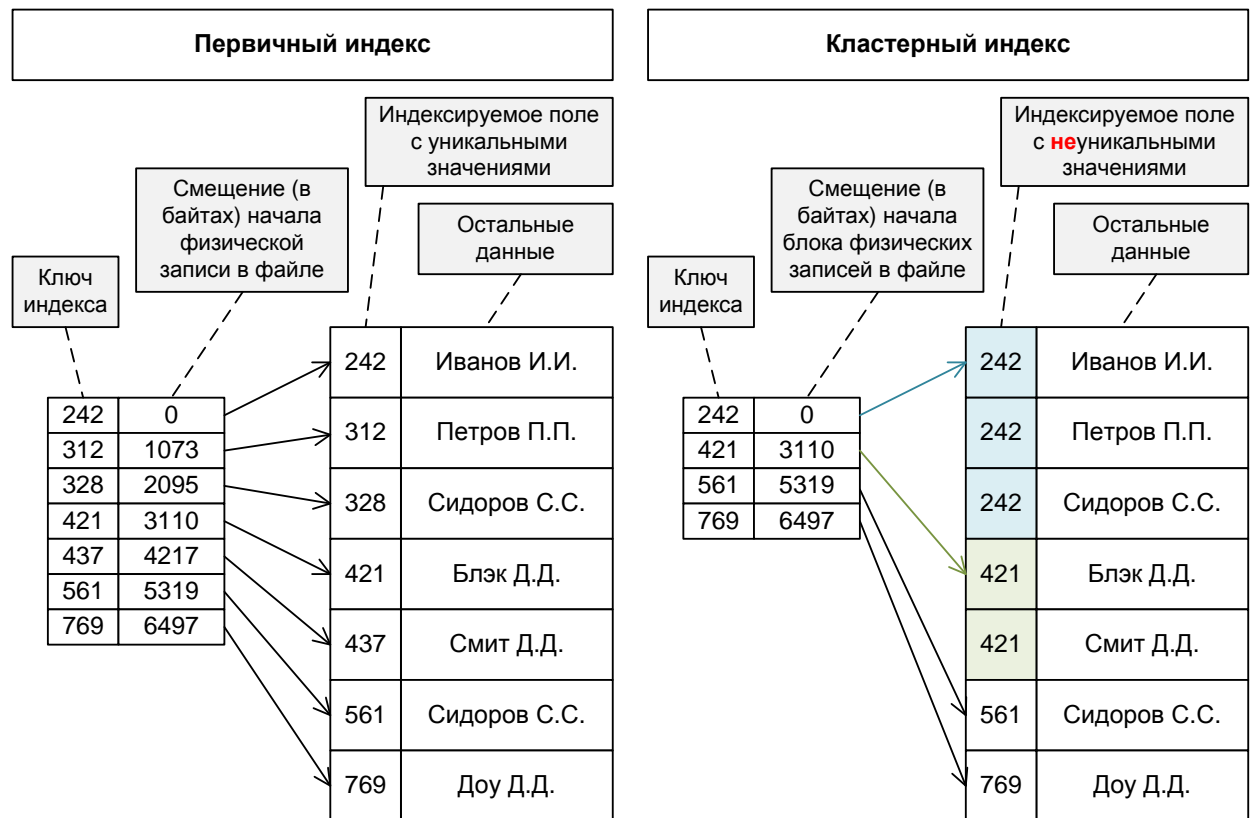 Первичный индекс
Индексируемое поле
с уникальными
значениями
Смещение (в
байтах) начала
физической
записи в файле
Остальные
данные
Ключ
индекса
242 0
312 1073
328 2095
421 3110
437 4217
561 5319
769 6497
242 Иванов И.И.
312 Петров П.П.
328 Сидоров С.С.
421 Блэк Д.Д.
437 Смит Д.Д.
561 Сидоров С.С.
769 Доу Д.Д.
Кластерный индекс
Индексируемое поле
с неуникальными
значениями
Смещение (в
байтах) начала
блока физических
записей в файле
Остальные
данные
Ключ
индекса
242 0
421 3110
561 5319
769 6497
242 Иванов И.И.
242 Петров П.П.
242 Сидоров С.С.
421 Блэк Д.Д.
421 Смит Д.Д.
561 Сидоров С.С.
769 Доу Д.Д.